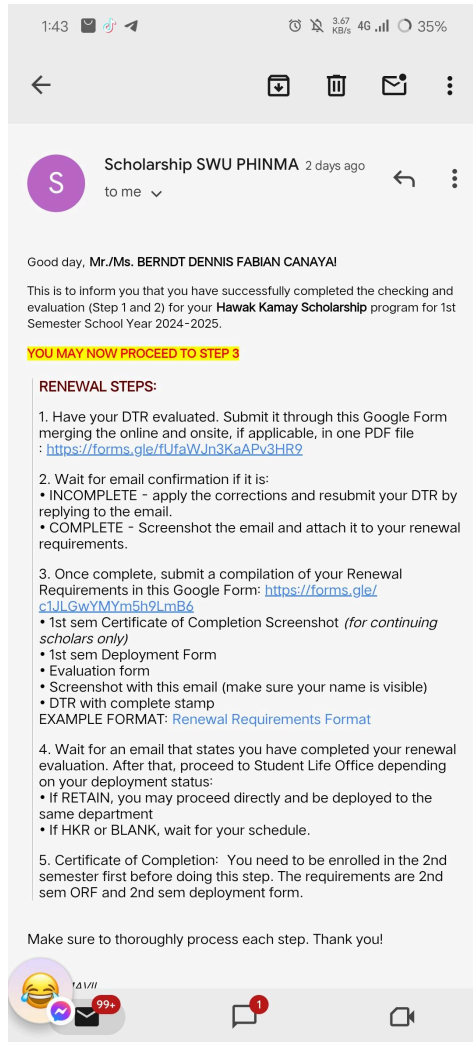 1:43
3.67 KB/s 4G 35%
S
Scholarship SWU PHINMA 2 days ago
to me
Good day, Mr./Ms. BERNDT DENNIS FABIAN CANAYA!
This is to inform you that you have successfully completed the checking and
evaluation (Step 1 and 2) for your Hawak Kamay Scholarship program for 1st
Semester School Year 2024-2025.
YOU MAY NOW PROCEED TO STEP 3
RENEWAL STEPS:
1. Have your DTR evaluated. Submit it through this Google Form
merging the online and onsite, if applicable, in one PDF file
: https://forms.gle/fUfaWJn3KaAPv3HR9
2. Wait for email confirmation if it is:
• INCOMPLETE - apply the corrections and resubmit your DTR by
replying to the email.
• COMPLETE - Screenshot the email and attach it to your renewal
requirements.
3. Once complete, submit a compilation of your Renewal
Requirements in this Google Form: https://forms.gle/
c1JLGwYMYm5h9LmB6
• 1st sem Certificate of Completion Screenshot (for continuing
scholars only)
• 1st sem Deployment Form
• Evaluation form
• Screenshot with this email (make sure your name is visible)
• DTR with complete stamp
EXAMPLE FORMAT: Renewal Requirements Format
4. Wait for an email that states you have completed your renewal
evaluation. After that, proceed to Student Life Office depending
on your deployment status:
• If RETAIN, you may proceed directly and be deployed to the
same department
• If HKR or BLANK, wait for your schedule.
5. Certificate of Completion: You need to be enrolled in the 2nd
semester first before doing this step. The requirements are 2nd
sem ORF and 2nd sem deployment form.
Make sure to thoroughly process each step. Thank you!
99+
1